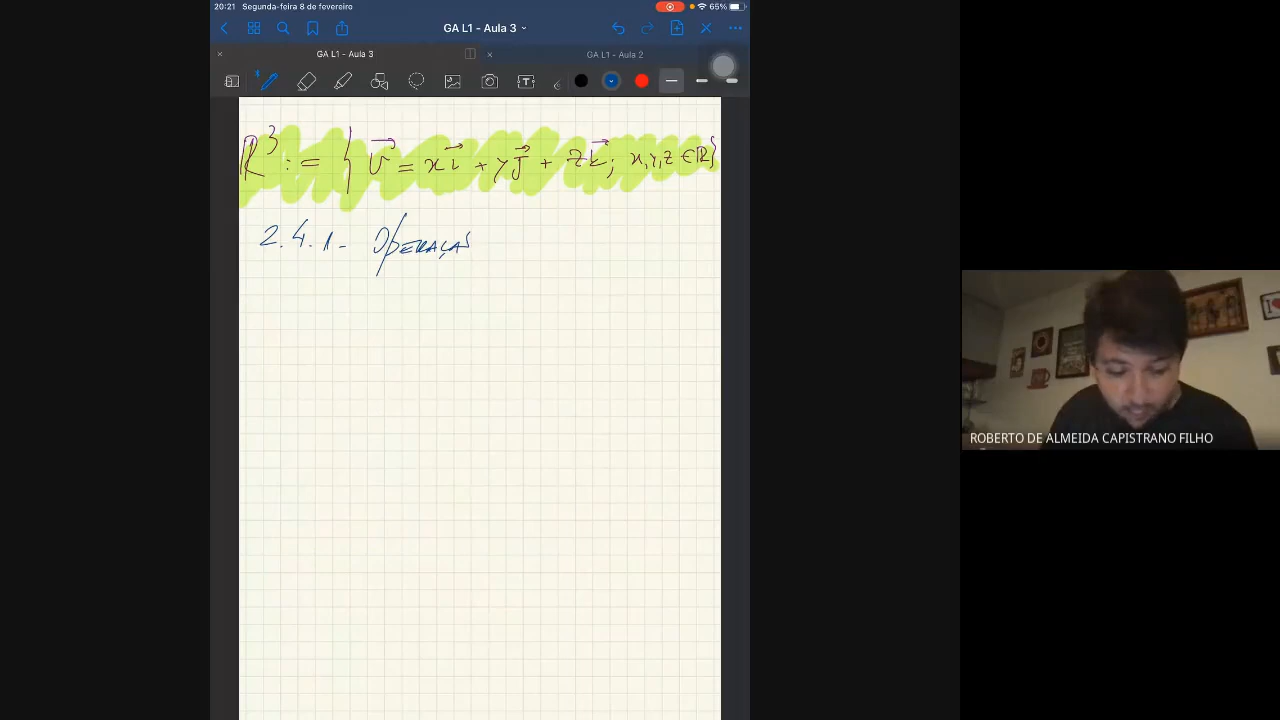 20:21 Segunda-feira 8 de fevereiro
65%
GA L1 - Aula 3
GA L1 - Aula 3
GA L1 - Aula 2
T
ℝ³ := { v⃗ = x i⃗ + y j⃗ + z k⃗ ; x, y, z ∈ ℝ}
2.4.1- OPERAÇAS
ROBERTO DE ALMEIDA CAPISTRANO FILHO